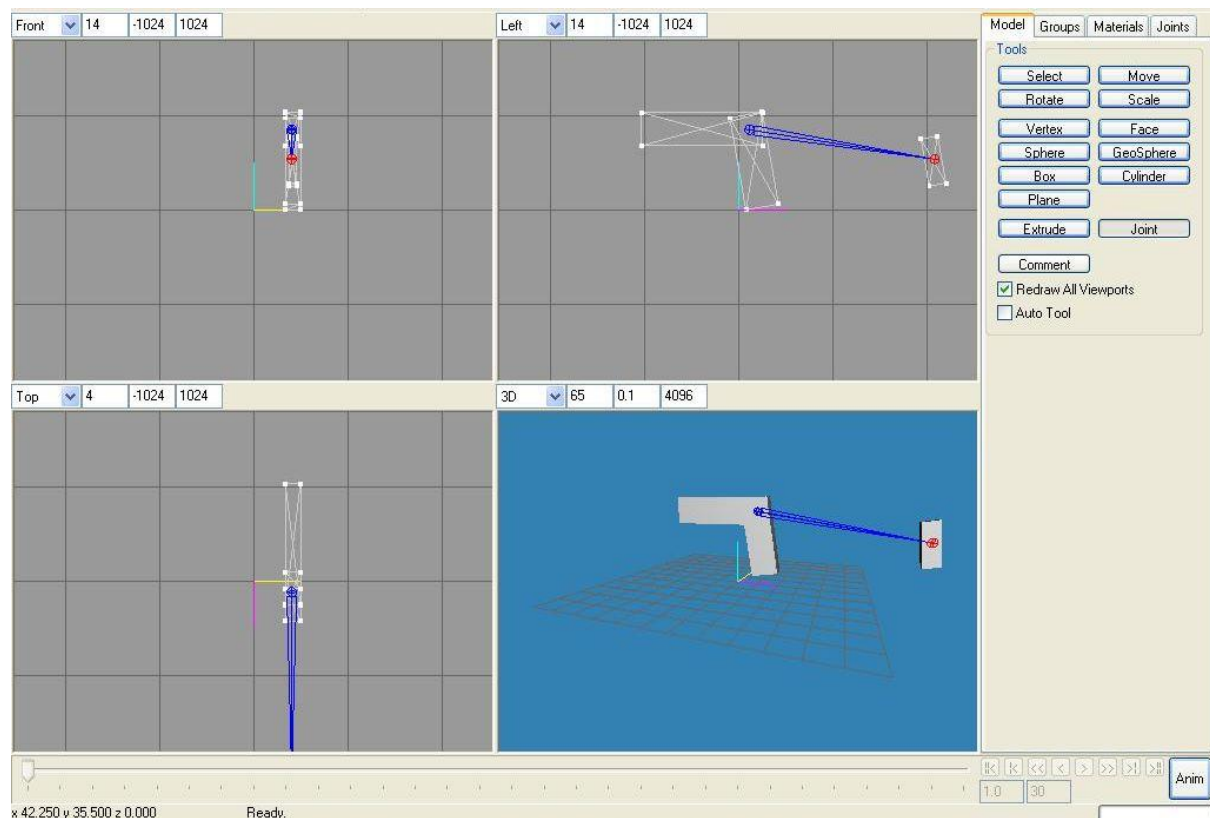 Front 14 -1024 1024 Left 14 -1024 1024 Model Groups Materials Joints
Tools
Select Move
Rotate Scale
Vertex Face
Sphere GeoSphere
Box Cylinder
Plane
Extrude Joint
Comment
Redraw All Viewports
Auto Tool
Top 4 -1024 1024 3D 65 0.1 4096
|< |< << < > >> >| >|
1.0 30 Anim
x 42.250 y 35.500 z 0.000 Ready.